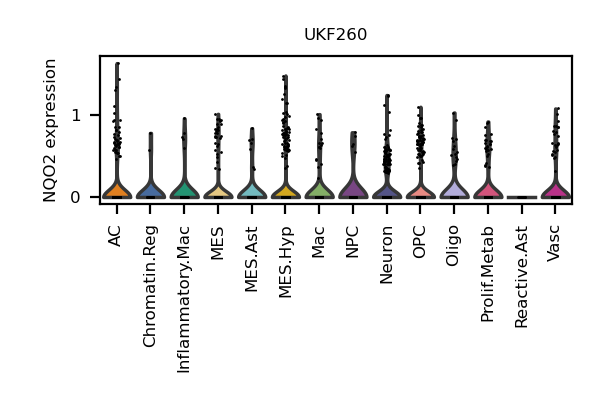 UKF260
NQO2 expression
1
0
AC
Chromatin.Reg
Inflammatory.Mac
MES
MES.Ast
MES.Hyp
Mac
NPC
Neuron
OPC
Oligo
Prolif.Metab
Reactive.Ast
Vasc